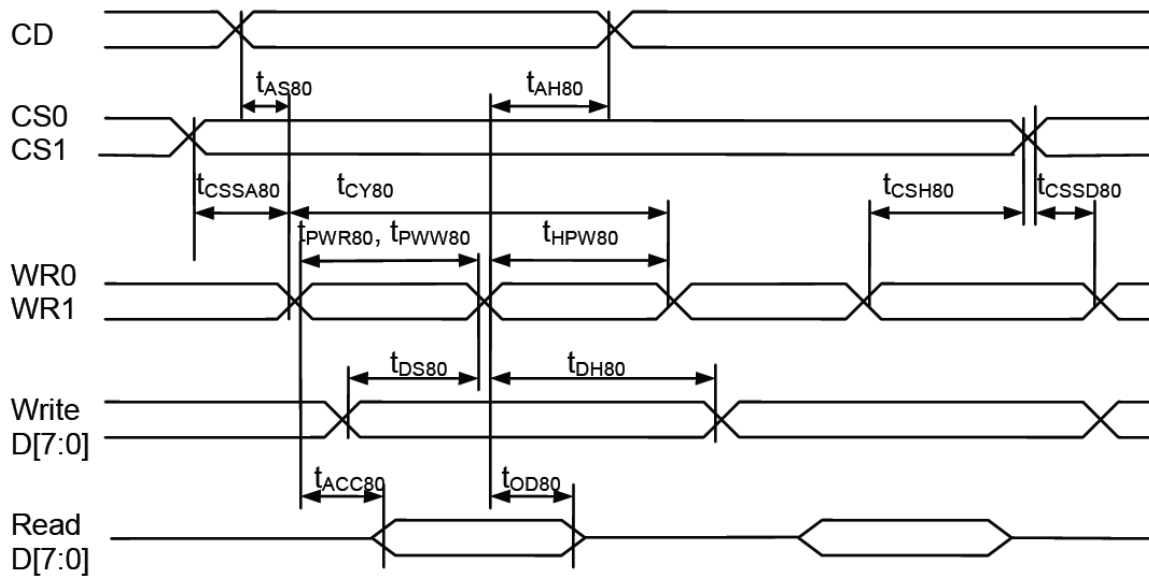 CD
tAS80 tAH80
CS0
CS1
tCSSA80 tCY80 tCSH80 tCSSD80
tPWR80, tPWW80 tHPW80
WR0
WR1
tDS80 tDH80
Write
D[7:0]
tACC80 tOD80
Read
D[7:0]